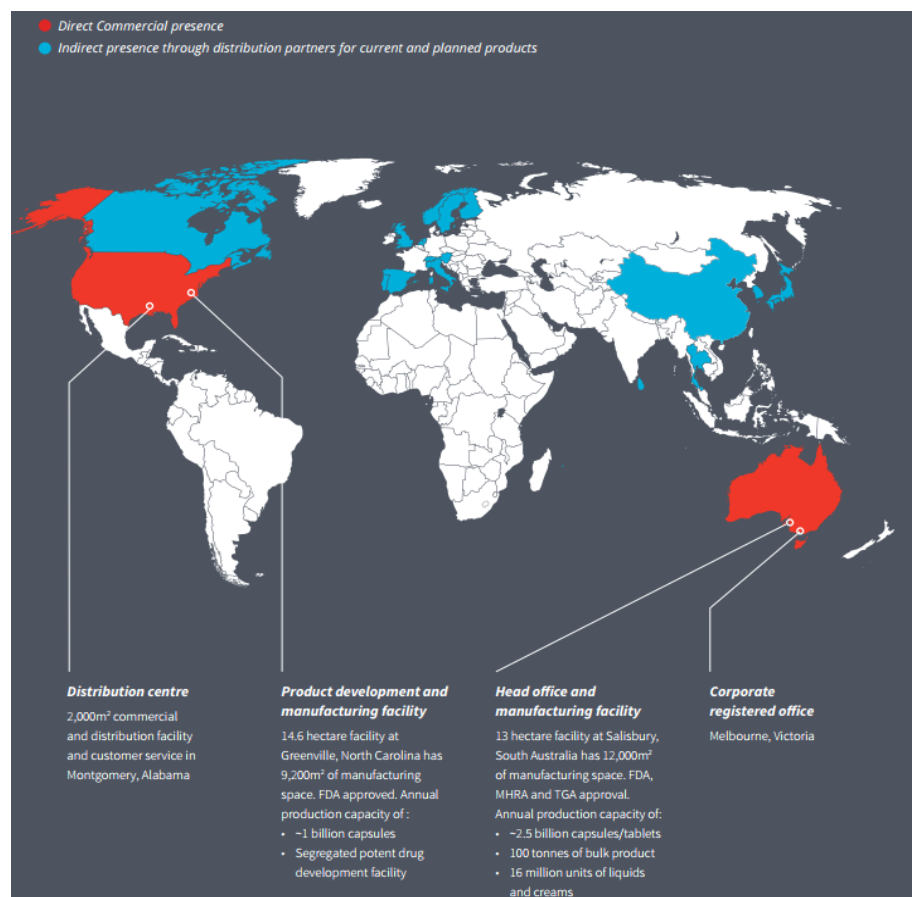 Direct Commercial presence
Indirect presence through distribution partners for current and planned products
Distribution centre
2,000m² commercial
and distribution facility
and customer service in
Montgomery, Alabama
Product development and
manufacturing facility
14.6 hectare facility at
Greenville, North Carolina has
9,200m² of manufacturing
space. FDA approved. Annual
production capacity of :
• ~1 billion capsules
• Segregated potent drug
development facility
Head office and
manufacturing facility
13 hectare facility at Salisbury,
South Australia has 12,000m²
of manufacturing space. FDA,
MHRA and TGA approval.
Annual production capacity of:
• ~2.5 billion capsules/tablets
• 100 tonnes of bulk product
• 16 million units of liquids
and creams
Corporate
registered office
Melbourne, Victoria